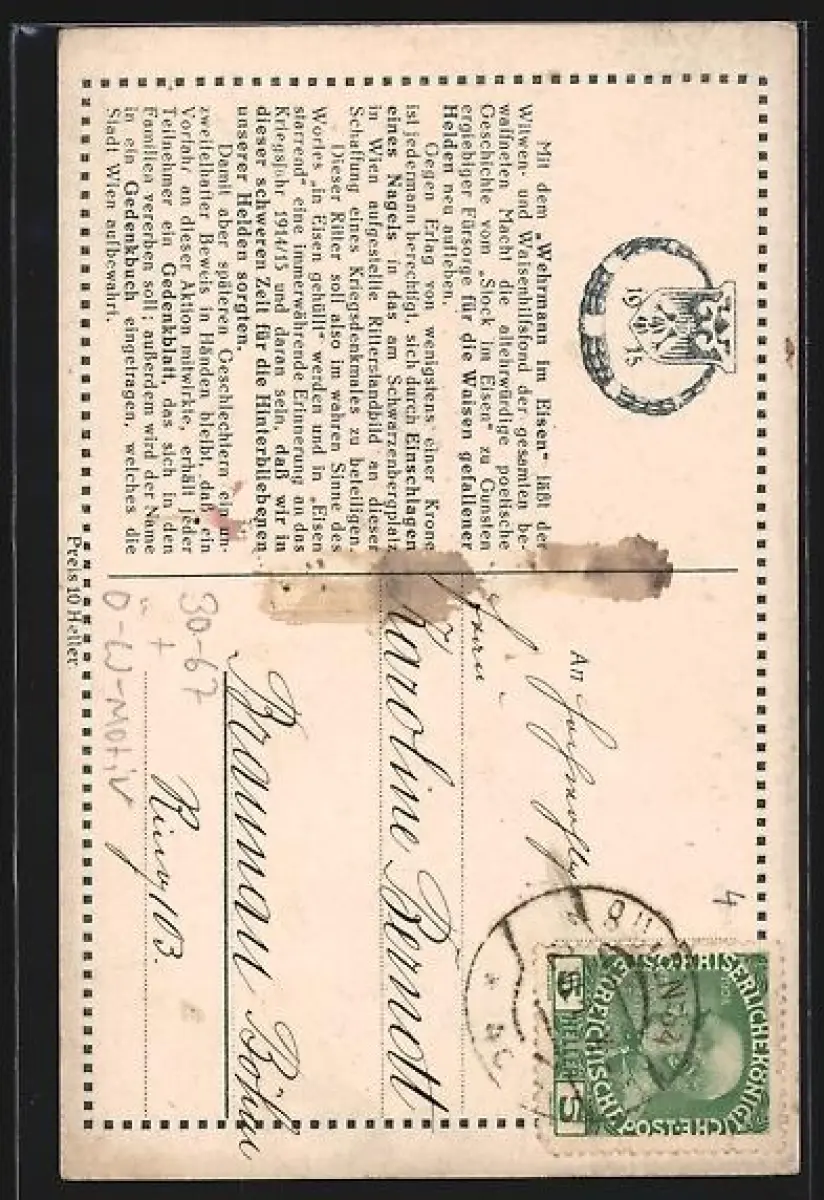 1915
Mit dem „Wehrmann im Eisen" läßt der
Witwen- und Waisenhilfsfond der gesamten be-
waffneten Macht die altehrwürdige poetische
Geschichte vom „Stock im Eisen" zu Gunsten
ergiebiger Fürsorge für die Waisen gefallener
Helden neu aufleben.
Gegen Erlag von wenigstens einer Krone
ist jedermann berechtigt, sich durch Einschlagen
eines Nagels in das am Schwarzenbergplatz
in Wien aufgestellte Ritterstandbild an dieser
Schaffung eines Kriegsdenkmales zu beteiligen.
Dieser Ritter soll also im wahren Sinne des
Wortes „in Eisen gehüllt" werden und in „Eisen
starrend" eine immerwährende Erinnerung an das
Kriegsjahr 1914/15 und daran sein, daß wir in
dieser schweren Zeit für die Hinterbliebenen
unserer Helden sorgten.
Damit aber späteren Geschlechtern ein un-
zweifelhafter Beweis in Händen bleibt, daß ein
Vorfahr an dieser Aktion mitwirkte, erhält jeder
Teilnehmer ein Gedenkblatt, das sich in den
Familien vererben soll; außerdem wird der Name
in ein Gedenkbuch eingetragen, welches die
Stadt Wien aufbewahrt.
4
An
Frau
Karoline Berndt
Braunau Böhm
Ring 103.
30-67
+
O-W-Motiv
Preis 10 Heller
KAISERLICHE KÖNIGLICHE
ÖSTERREICHISCHE POST
5 HELLER 5